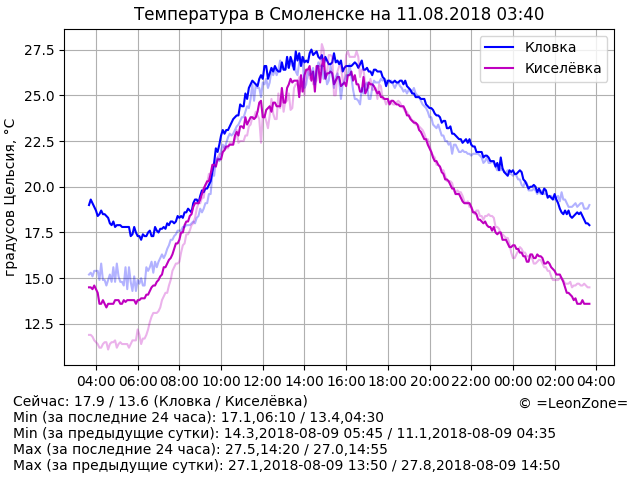 Температура в Смоленске на 11.08.2018 03:40
градусов Цельсия, °C
27.5
25.0
22.5
20.0
17.5
15.0
12.5
Кловка
Киселёвка
04:00 06:00 08:00 10:00 12:00 14:00 16:00 18:00 20:00 22:00 00:00 02:00 04:00
© =LeonZone=
Сейчас: 17.9 / 13.6 (Кловка / Киселёвка)
Min (за последние 24 часа): 17.1,06:10 / 13.4,04:30
Min (за предыдущие сутки): 14.3,2018-08-09 05:45 / 11.1,2018-08-09 04:35
Max (за последние 24 часа): 27.5,14:20 / 27.0,14:55
Max (за предыдущие сутки): 27.1,2018-08-09 13:50 / 27.8,2018-08-09 14:50